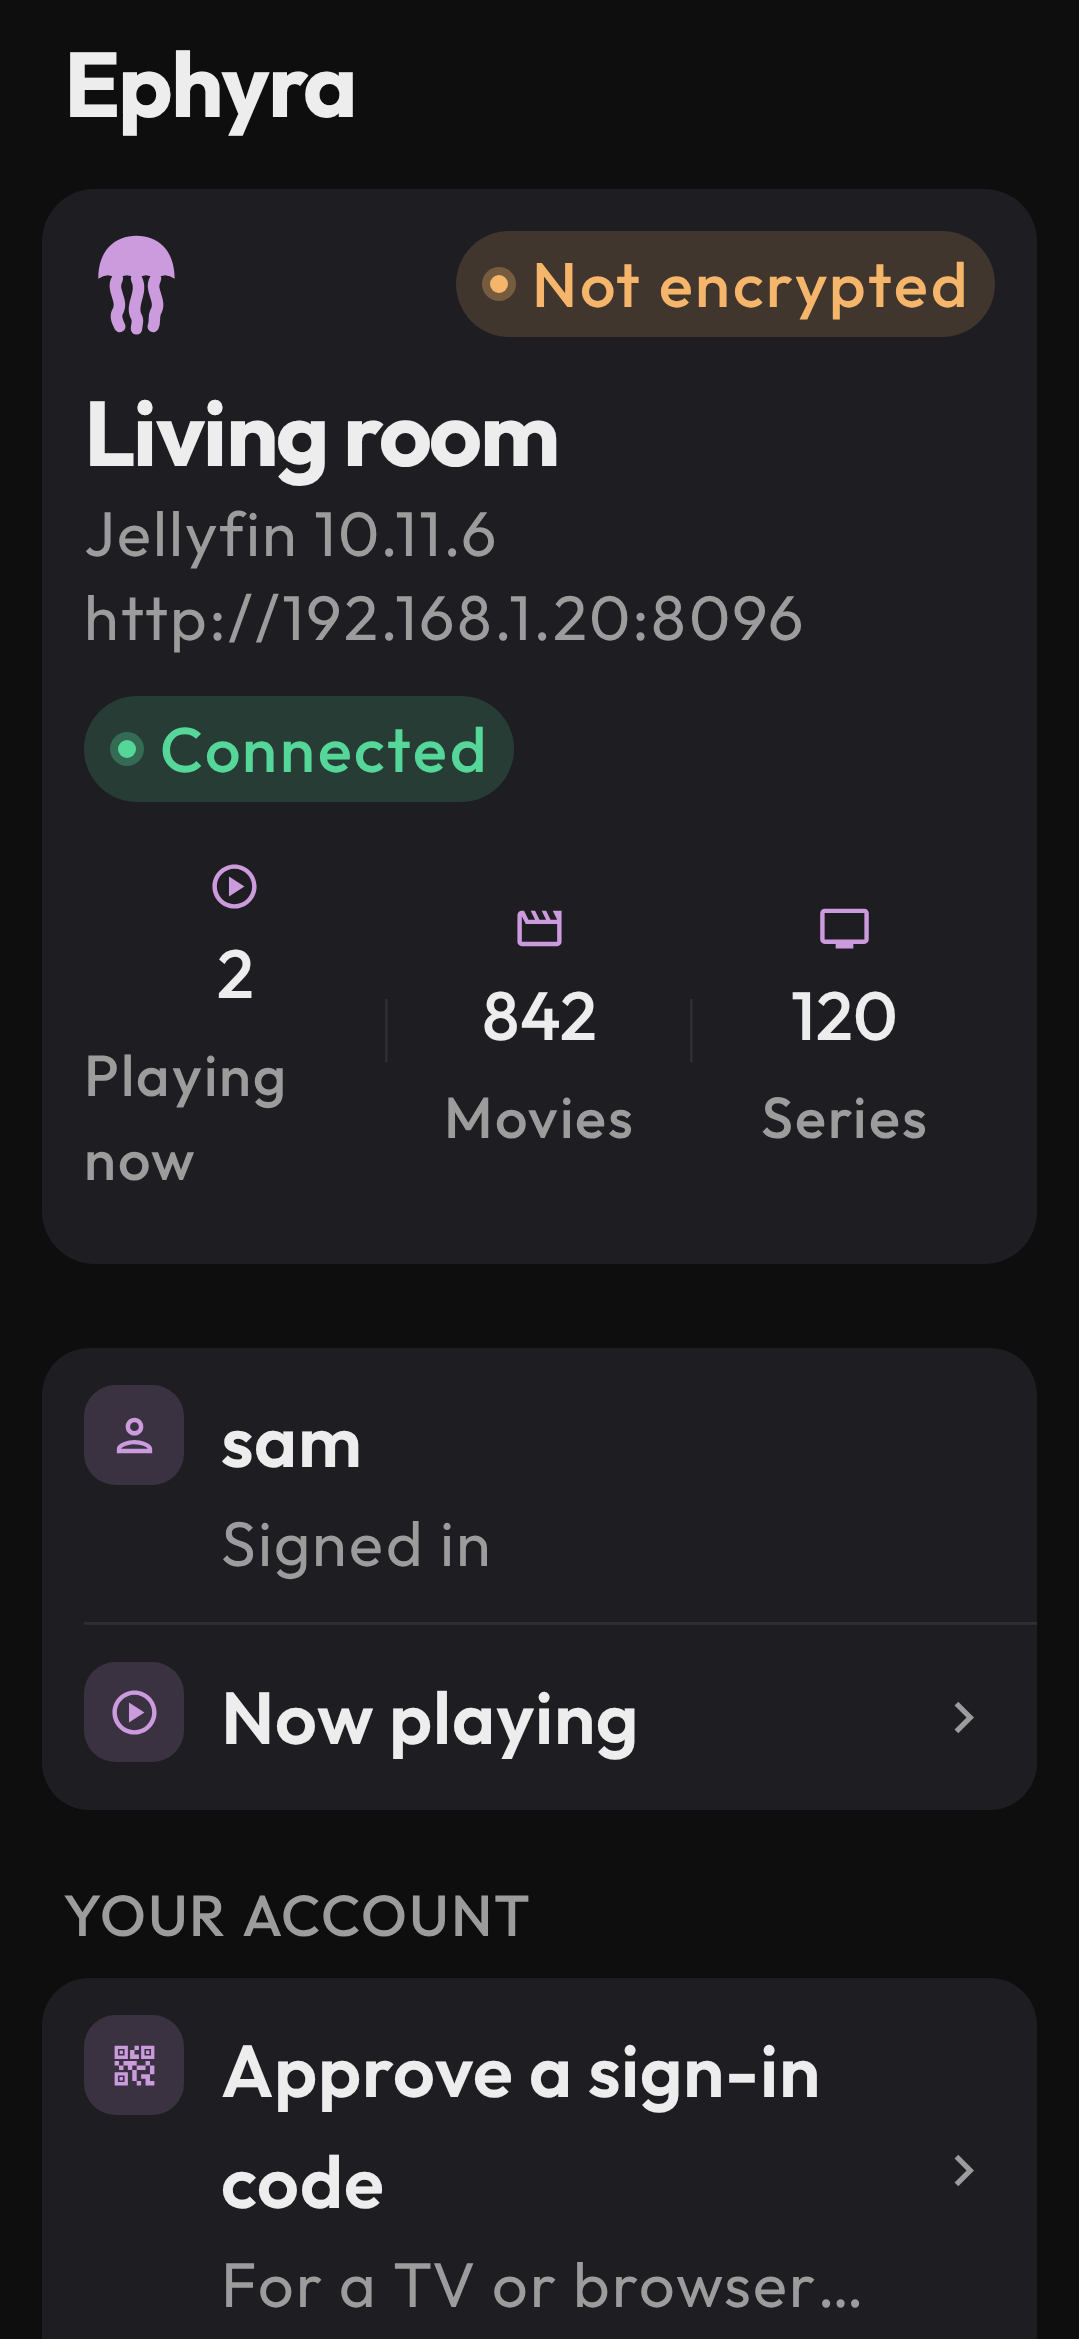 Ephyra
Not encrypted
Living room
Jellyfin 10.11.6
http://192.168.1.20:8096
Connected
2
Playing
now
842
Movies
120
Series
sam
Signed in
Now playing
YOUR ACCOUNT
Approve a sign-in
code
For a TV or browser…